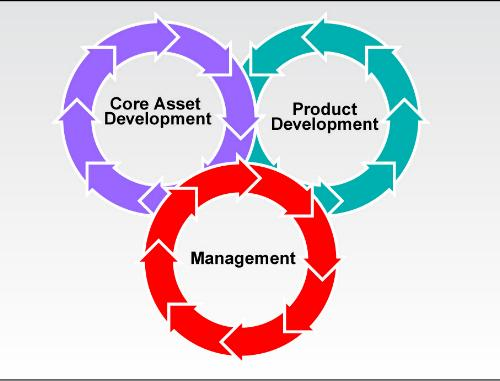 Core Asset
Development
Product
Development
Management